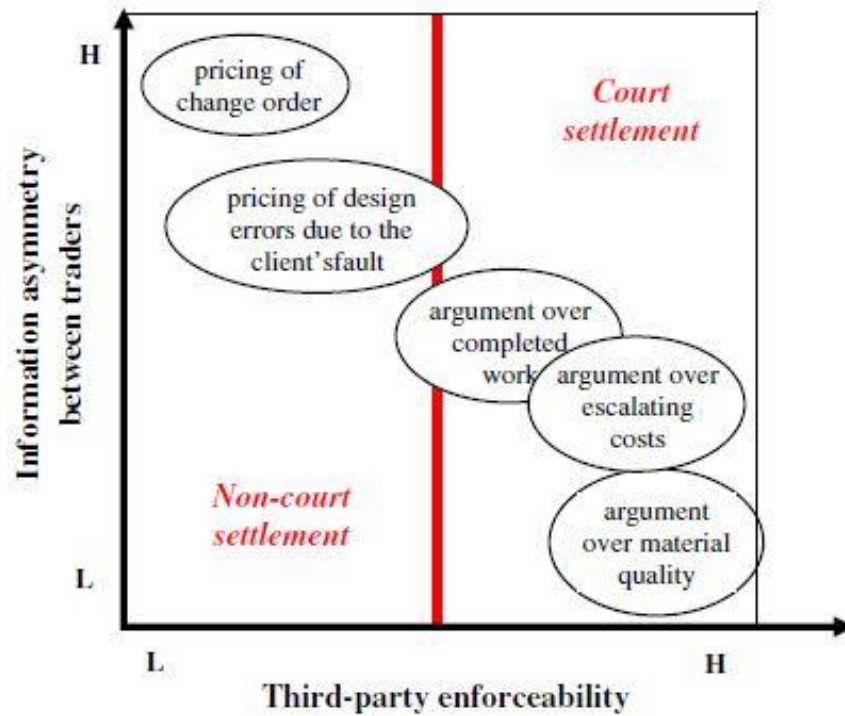 H
pricing of
change order
Court
settlement
pricing of design
errors due to the
client'sfault
argument over
completed
work
argument over
escalating
costs
Non-court
settlement
argument
over material
quality
L
Information asymmetry
between traders
L
H
Third-party enforceability